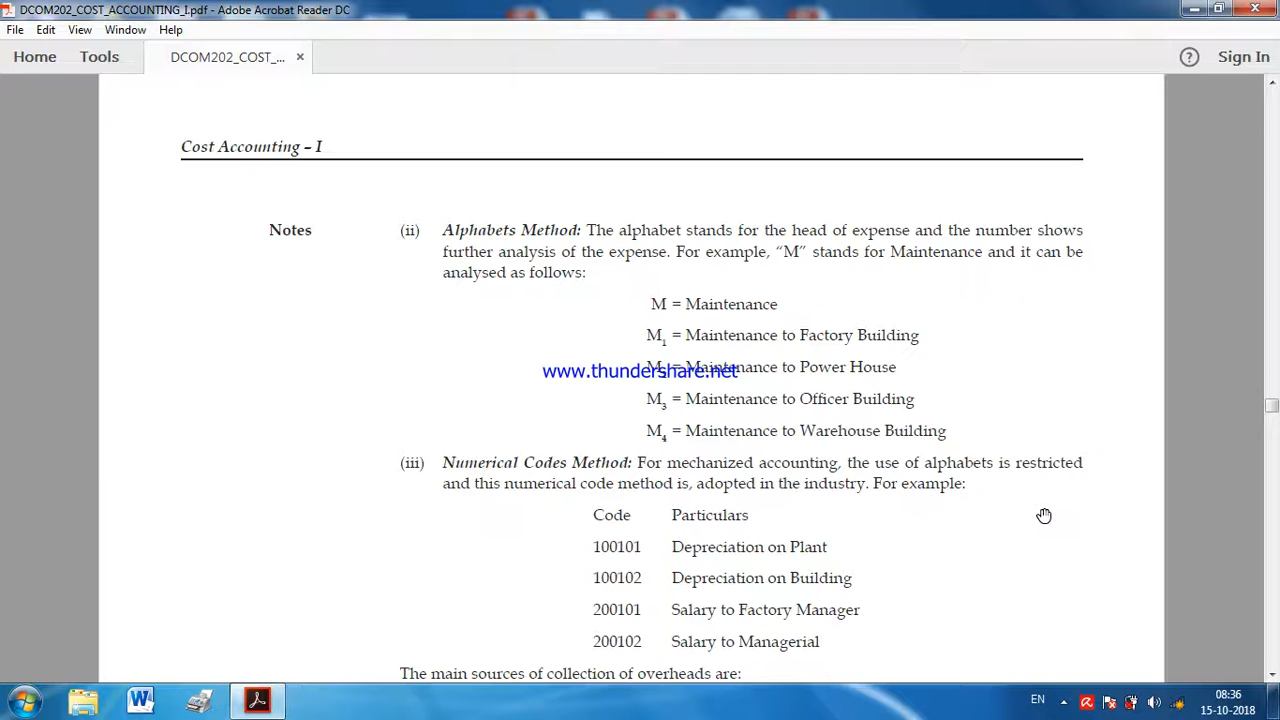 DCOM202_COST_ACCOUNTING_I.pdf - Adobe Acrobat Reader DC
File Edit View Window Help
Home Tools DCOM202_COST_... × ? Sign In
Cost Accounting – I
Notes (ii) Alphabets Method: The alphabet stands for the head of expense and the number shows
further analysis of the expense. For example, “M” stands for Maintenance and it can be
analysed as follows:
M = Maintenance
M1 = Maintenance to Factory Building
= Maintenance to Power House
www.thundershare.net
M3 = Maintenance to Officer Building
M4 = Maintenance to Warehouse Building
(iii) Numerical Codes Method: For mechanized accounting, the use of alphabets is restricted
and this numerical code method is, adopted in the industry. For example:
Code Particulars
100101 Depreciation on Plant
100102 Depreciation on Building
200101 Salary to Factory Manager
200102 Salary to Managerial
The main sources of collection of overheads are:
EN 08:36
15-10-2018